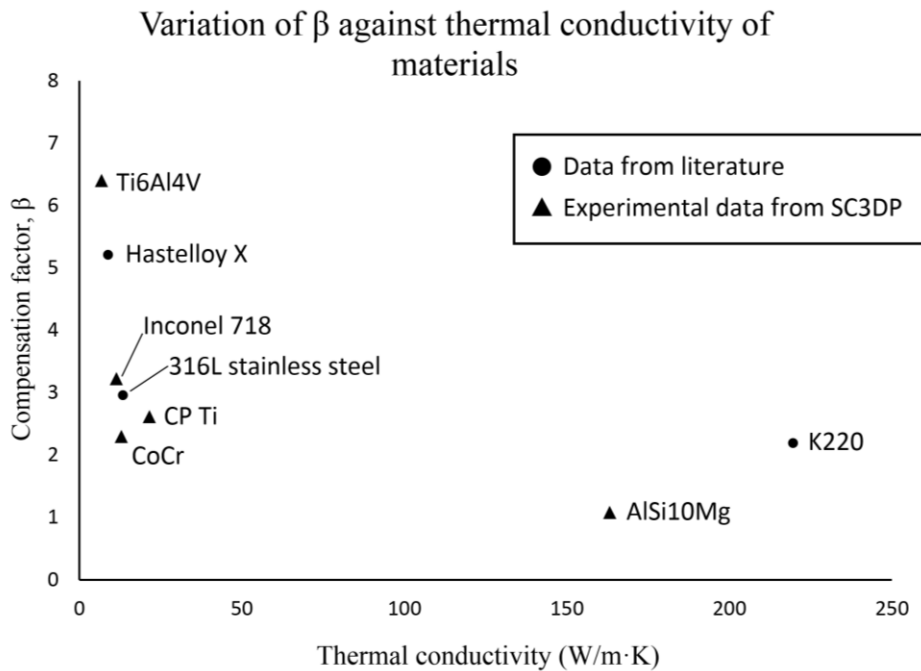 Variation of β against thermal conductivity of
materials
Compensation factor, β
8
7
6
5
4
3
2
1
0
Data from literature
Experimental data from SC3DP
Ti6Al4V
Hastelloy X
Inconel 718
316L stainless steel
CP Ti
CoCr
K220
AlSi10Mg
0 50 100 150 200 250
Thermal conductivity (W/m·K)